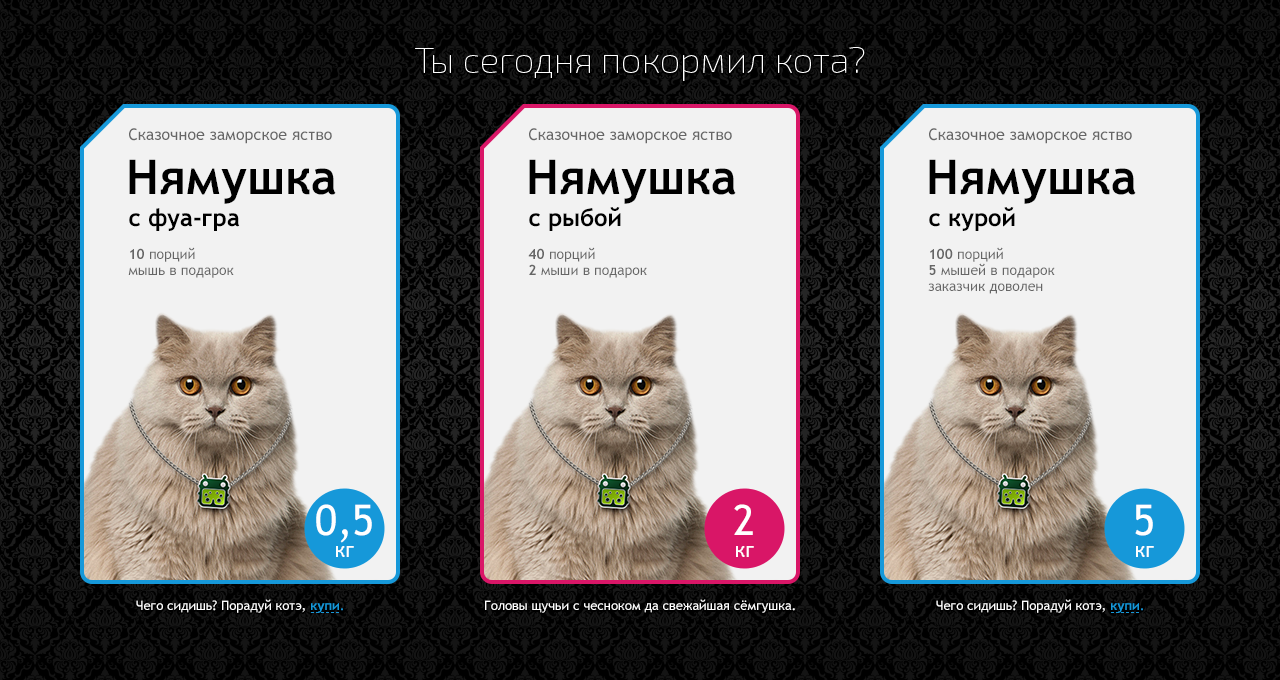 Ты сегодня покормил кота?
Сказочное заморское яство
Нямушка
с фуа-гра
10 порций
мышь в подарок
0,5
кг
Чего сидишь? Порадуй котэ, купи.
Сказочное заморское яство
Нямушка
с рыбой
40 порций
2 мыши в подарок
2
кг
Головы щучьи с чесноком да свежайшая сёмгушка.
Сказочное заморское яство
Нямушка
с курой
100 порций
5 мышей в подарок
заказчик доволен
5
кг
Чего сидишь? Порадуй котэ, купи.